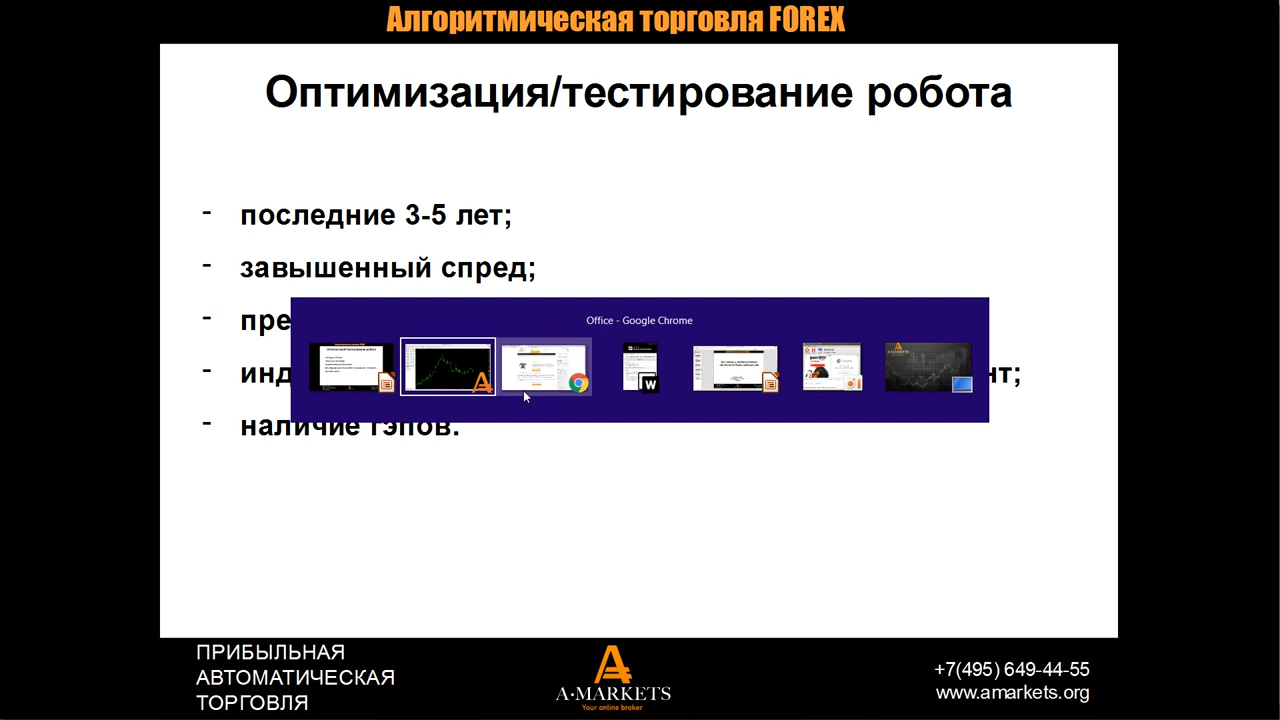 Алгоритмическая торговля FOREX
Оптимизация/тестирование робота
- последние 3-5 лет;
- завышенный спред;
- пре
Office - Google Chrome
- инд нт;
- наличие гэпов.
ПРИБЫЛЬНАЯ
АВТОМАТИЧЕСКАЯ
ТОРГОВЛЯ
A·MARKETS
Your online broker
+7(495) 649-44-55
www.amarkets.org